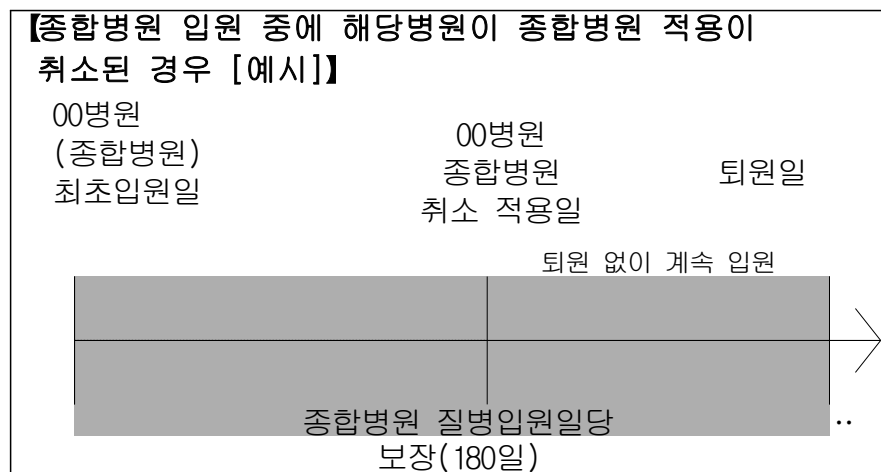 【종합병원 입원 중에 해당병원이 종합병원 적용이
취소된 경우 [예시]】
00병원
(종합병원)
최초입원일
00병원
종합병원
취소 적용일
퇴원일
퇴원 없이 계속 입원
종합병원 질병입원일당
보장(180일)
..